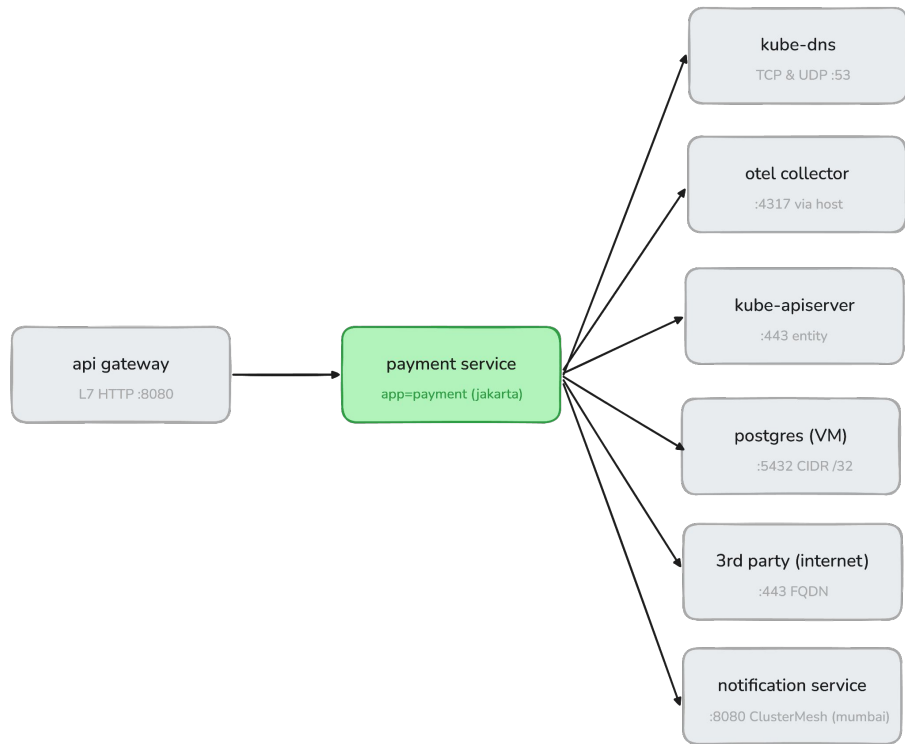 kube-dns
TCP & UDP :53
otel collector
:4317 via host
kube-apiserver
:443 entity
api gateway
L7 HTTP :8080
payment service
app=payment (jakarta)
postgres (VM)
:5432 CIDR /32
3rd party (internet)
:443 FQDN
notification service
:8080 ClusterMesh (mumbai)